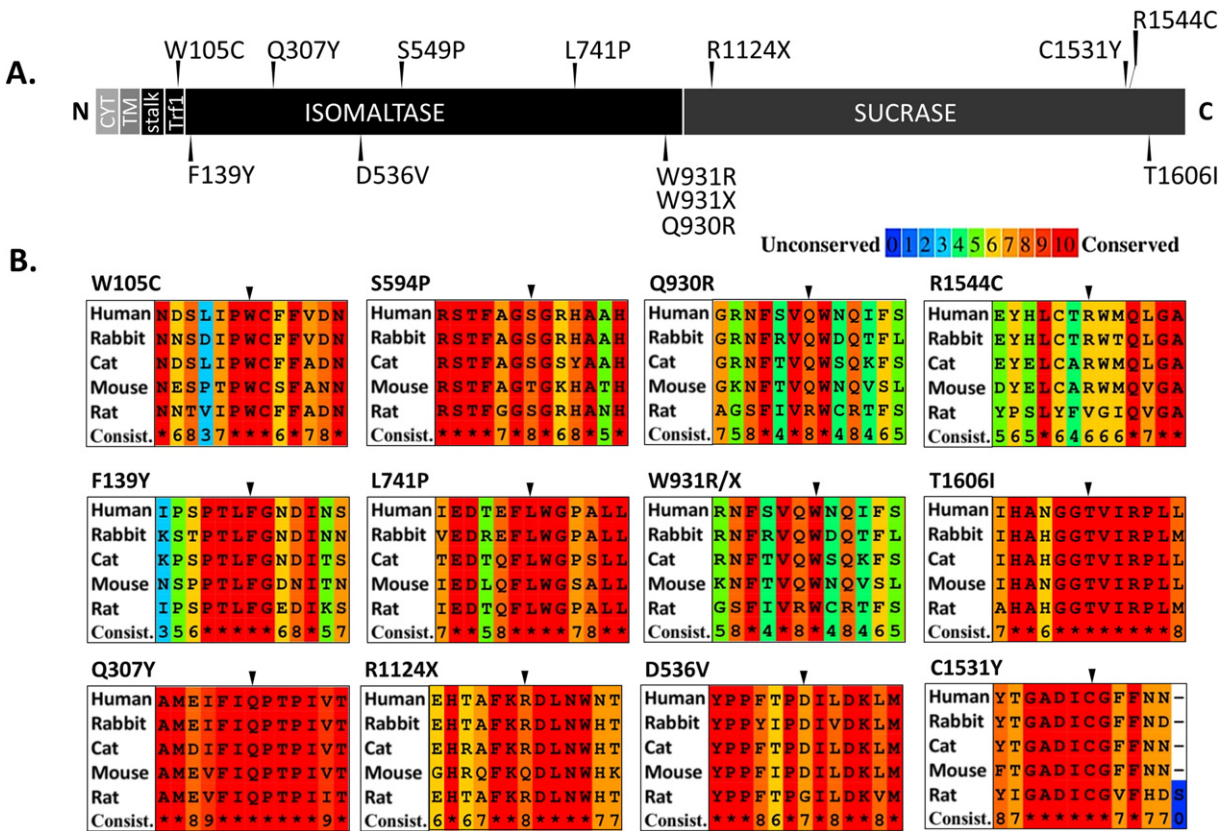 A.
W105C Q307Y S549P L741P R1124X C1531Y R1544C
N CYT TM stalk Trf1 ISOMALTASE SUCRASE C
F139Y D536V W931R T1606I
W931X
Q930R
Unconserved 0 1 2 3 4 5 6 7 8 9 10 Conserved
B.
W105C
Human NDSLIPWCFFVDN
Rabbit NNSDIPWCFFVDN
Cat NDSLIPWCFFVDN
Mouse NESPTPWCSFANN
Rat NNTVIPWCFFADN
Consist. *6837***6*78*
S594P
Human RSTFAGSGRHAAH
Rabbit RSTFAGSGRHAAH
Cat RSTFAGSGSYAAH
Mouse RSTFAGTGKHATH
Rat RSTFGGSGRHANH
Consist. ****7*8*68*5*
Q930R
Human GRNFSVQWNQIFS
Rabbit GRNFRVQWDQTFL
Cat GRNFTVQWSQKFS
Mouse GKNFTVQWNQVSL
Rat AGSFIVRWCRTFS
Consist. 758*4*8*48465
R1544C
Human EYHLCTRWMQLGA
Rabbit EYHLCTRWTQLGA
Cat EYELCARWMQLGA
Mouse DYELCARWMQVGA
Rat YPSLYFVGIQVGA
Consist. 565*64666*7**
F139Y
Human IPSPTLFGNDINS
Rabbit KSTPTLFGNDINN
Cat KPSPTLFGNDITS
Mouse NSPPTLFGDNITN
Rat IPSPTLFGEDIKS
Consist. 356*****68*57
L741P
Human IEDTEFLWGPALL
Rabbit VEDREFLWGPALL
Cat TEDTQFLWGPALL
Mouse IEDLQFLWGSALL
Rat IEDTQFLWGPALL
Consist. 7**58****78**
W931R/X
Human RNFSVQWNQIFS
Rabbit RNFRVQWDQTFL
Cat RNFTVQWSQKFS
Mouse KNFTVQWNQVSL
Rat GSFIVRWCRTFS
Consist. 58*4*8*48465
T1606I
Human IHANGGTVIRPLL
Rabbit IHAHGGTVIRPLM
Cat IHAHGGTVIRPLL
Mouse IHAHGGTVIRPLL
Rat AHAHGGTVIRPLM
Consist. 7**6********8
Q307Y
Human AMEIFIQPTPIVT
Rabbit AMEIFIQPTPIVT
Cat AMDIFIQPTPIVT
Mouse AMEVFIQPTPIVT
Rat AMEVFIQPTPIIT
Consist. **89*******9*
R1124X
Human EHTAFKRDLNWNT
Rabbit EHTAFKRDLNWHT
Cat EHRAFKRDLNWHT
Mouse GHRQFKQDLNWHK
Rat EHTAFKRDLNWHT
Consist. 6*67**8****77
D536V
Human YPPFTPDILDKLM
Rabbit YPPYIPDIVDKLM
Cat YPPFTPDILDKLM
Mouse YPPFIPDILDKLM
Rat YPPFTPGILDKVM
Consist. ***86*7*8**8*
C1531Y
Human YTGADICGFFNN-
Rabbit YTGADICGFFND-
Cat YTGADICGFFNN-
Mouse FTGADICGFFNN-
Rat YIGADICGVFHDS
Consist. 87******7*770